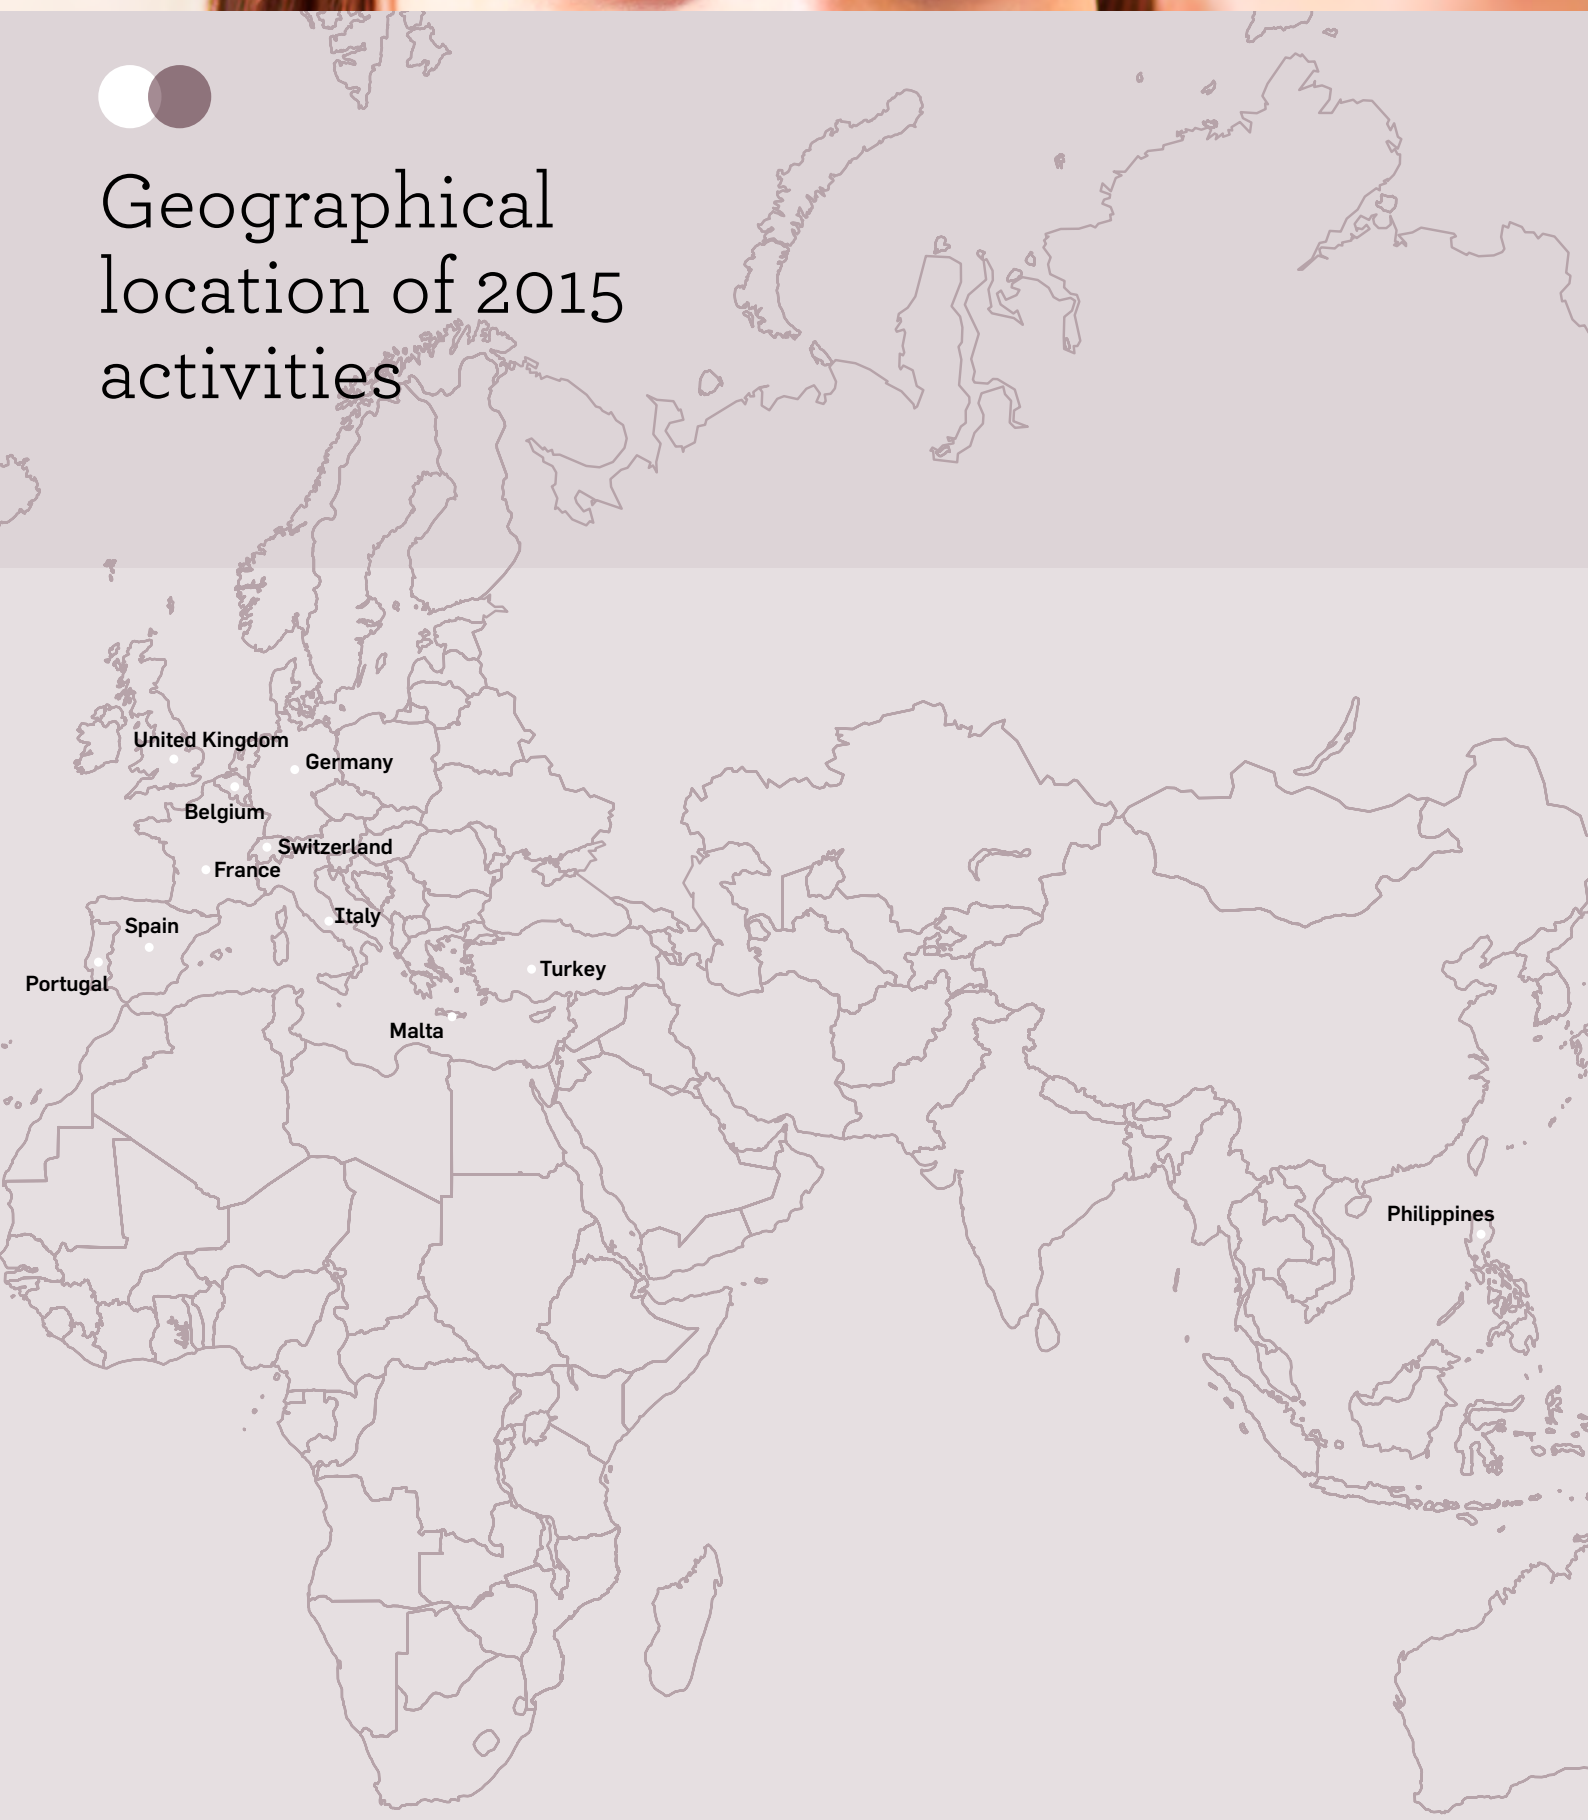 Geographical
location of 2015
activities
United Kingdom
Germany
Belgium
Switzerland
France
Italy
Spain
Turkey
Portugal
Malta
Philippines